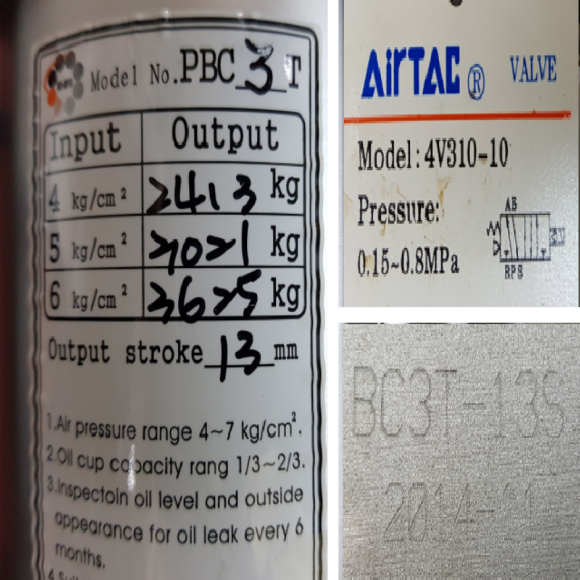 Model No.PBC 3 T
Input Output
4 kg/cm² 2413 kg
5 kg/cm² 3021 kg
6 kg/cm² 3625 kg
Output stroke 13 mm
1.Air pressure range 4~7 kg/cm².
2.Oil cup capacity rang 1/3~2/3.
3.Inspectoin oil level and outside
appearance for oil leak every 6
months.
AirTAC ® VALVE
Model: 4V310-10
Pressure:
0.15~0.8MPa
AB
RPS
BC3T-13S
2014-11